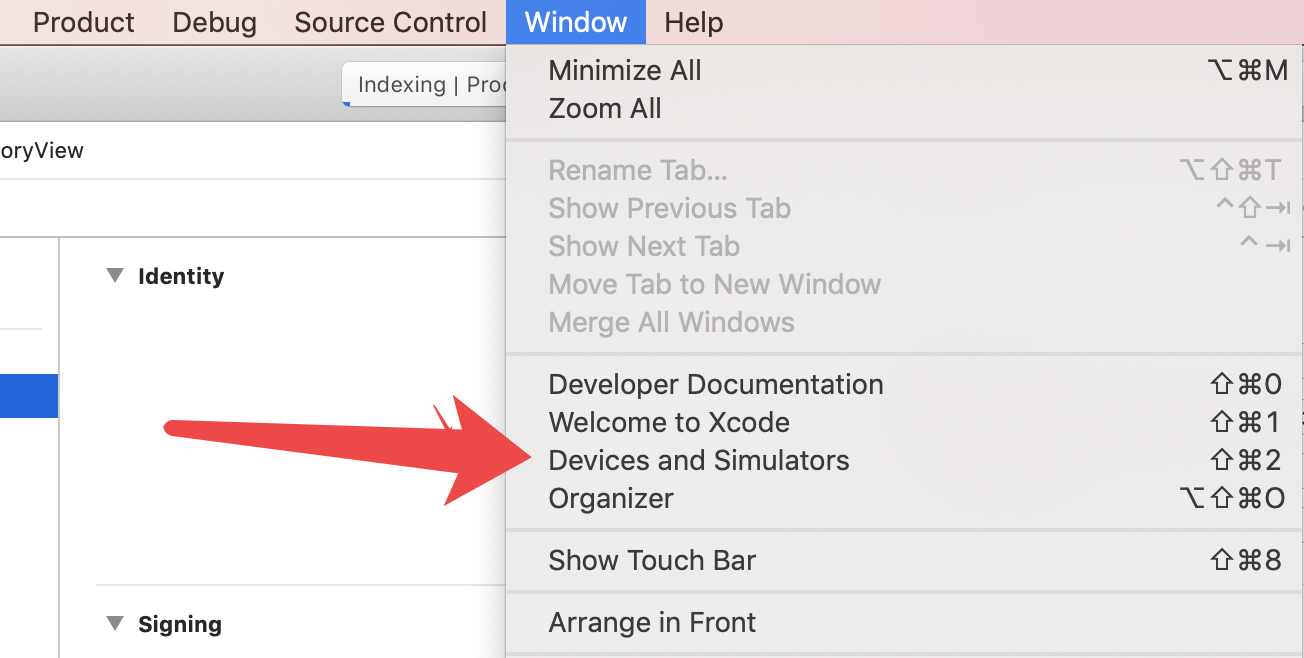 Product Debug Source Control Window Help
Indexing | Pro
oryView
Identity
Signing
Minimize All ⌥⌘M
Zoom All
Rename Tab... ⌥⇧⌘T
Show Previous Tab ^⇧⇥
Show Next Tab ^⇥
Move Tab to New Window
Merge All Windows
Developer Documentation ⇧⌘0
Welcome to Xcode ⇧⌘1
Devices and Simulators ⇧⌘2
Organizer ⌥⇧⌘O
Show Touch Bar ⇧⌘8
Arrange in Front